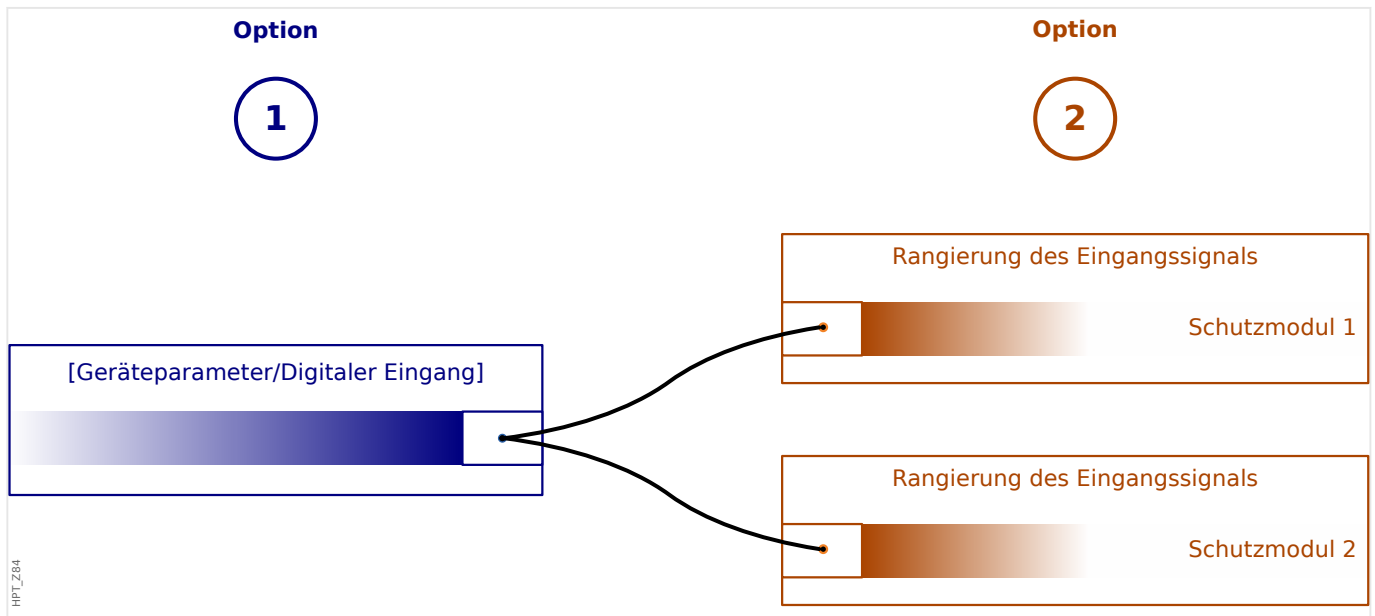 Option
1
Option
2
[Geräteparameter/Digitaler Eingang]
Rangierung des Eingangssignals
Schutzmodul 1
Rangierung des Eingangssignals
Schutzmodul 2
HPT_Z84